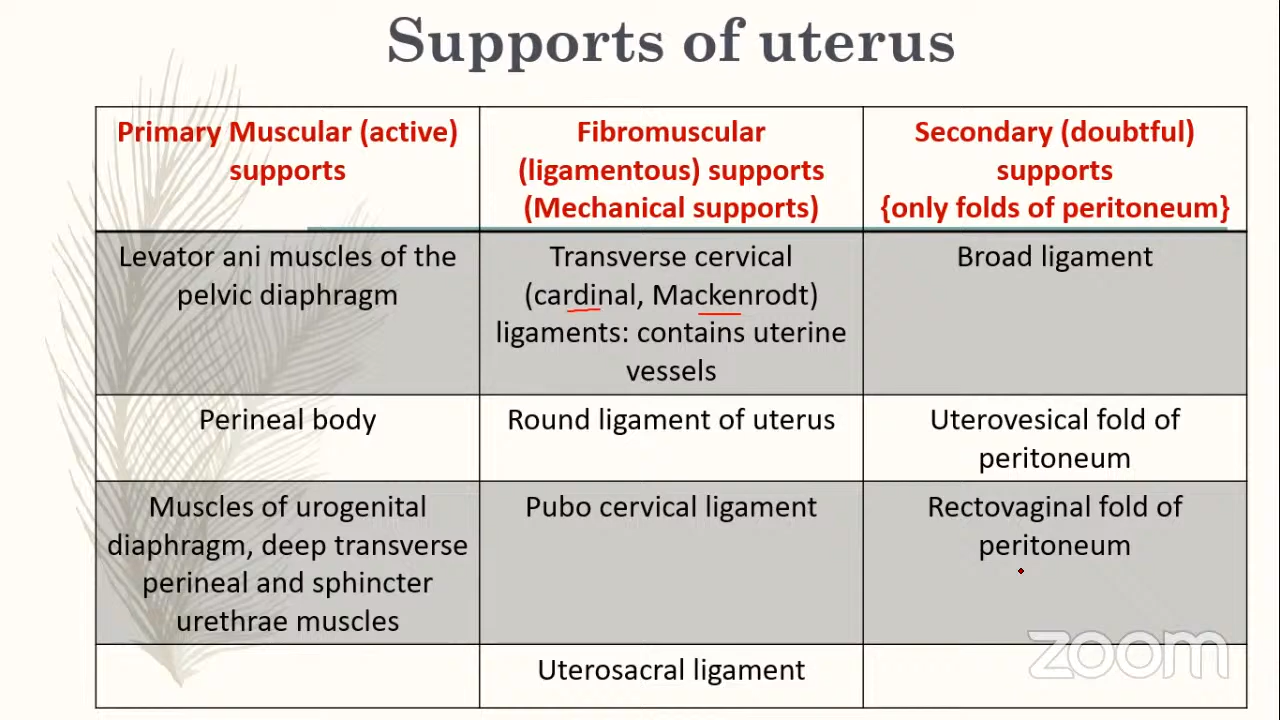 Supports of uterus
Primary Muscular (active)
supports
Fibromuscular
(ligamentous) supports
(Mechanical supports)
Secondary (doubtful)
supports
{only folds of peritoneum}
Levator ani muscles of the
pelvic diaphragm
Transverse cervical
(cardinal, Mackenrodt)
ligaments: contains uterine
vessels
Broad ligament
Perineal body
Round ligament of uterus
Uterovesical fold of
peritoneum
Muscles of urogenital
diaphragm, deep transverse
perineal and sphincter
urethrae muscles
Pubo cervical ligament
Rectovaginal fold of
peritoneum
Uterosacral ligament
zoom